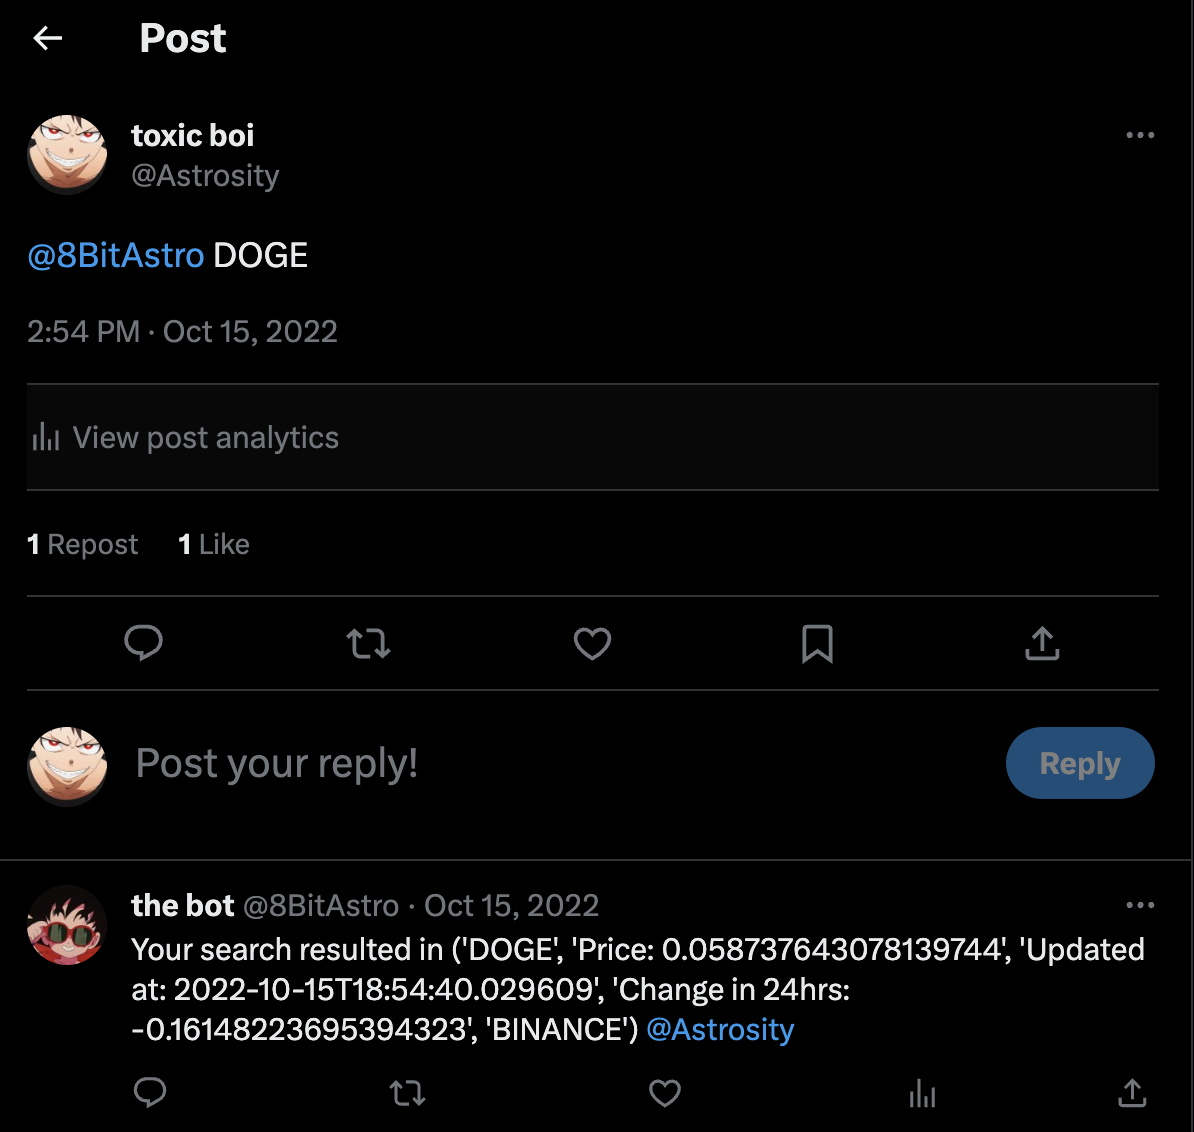 Post
toxic boi
@Astrosity
@8BitAstro DOGE
2:54 PM · Oct 15, 2022
View post analytics
1 Repost 1 Like
Post your reply!
Reply
the bot @8BitAstro · Oct 15, 2022
Your search resulted in ('DOGE', 'Price: 0.058737643078139744', 'Updated
at: 2022-10-15T18:54:40.029609', 'Change in 24hrs:
-0.16148223695394323', 'BINANCE') @Astrosity